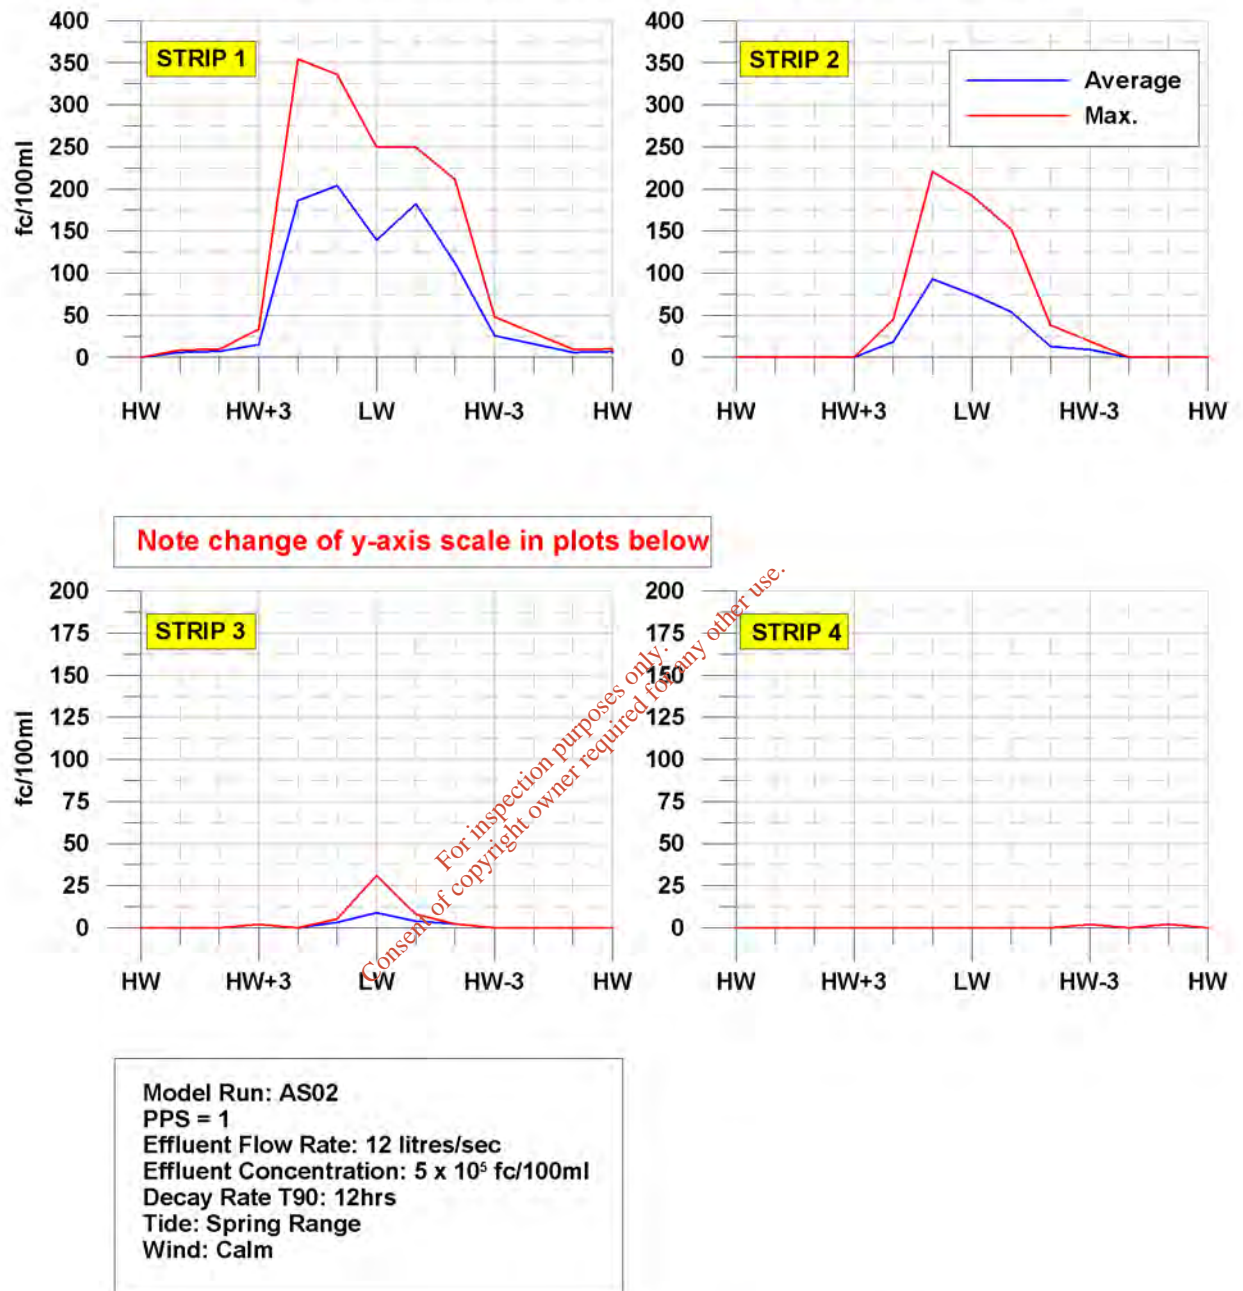 400
350
300
250
200
150
100
50
0
fc/100ml
STRIP 1
HW
HW+3
LW
HW-3
HW
400
350
300
250
200
150
100
50
0
STRIP 2
Average
Max.
HW
HW+3
LW
HW-3
HW
Note change of y-axis scale in plots below
200
175
150
125
100
75
50
25
0
fc/100ml
STRIP 3
HW
HW+3
LW
HW-3
HW
200
175
150
125
100
75
50
25
0
STRIP 4
HW
HW+3
LW
HW-3
HW
For inspection purposes only.
Consent of copyright owner required for any other use.
Model Run: AS02
PPS = 1
Effluent Flow Rate: 12 litres/sec
Effluent Concentration: 5 x 10⁵ fc/100ml
Decay Rate T90: 12hrs
Tide: Spring Range
Wind: Calm